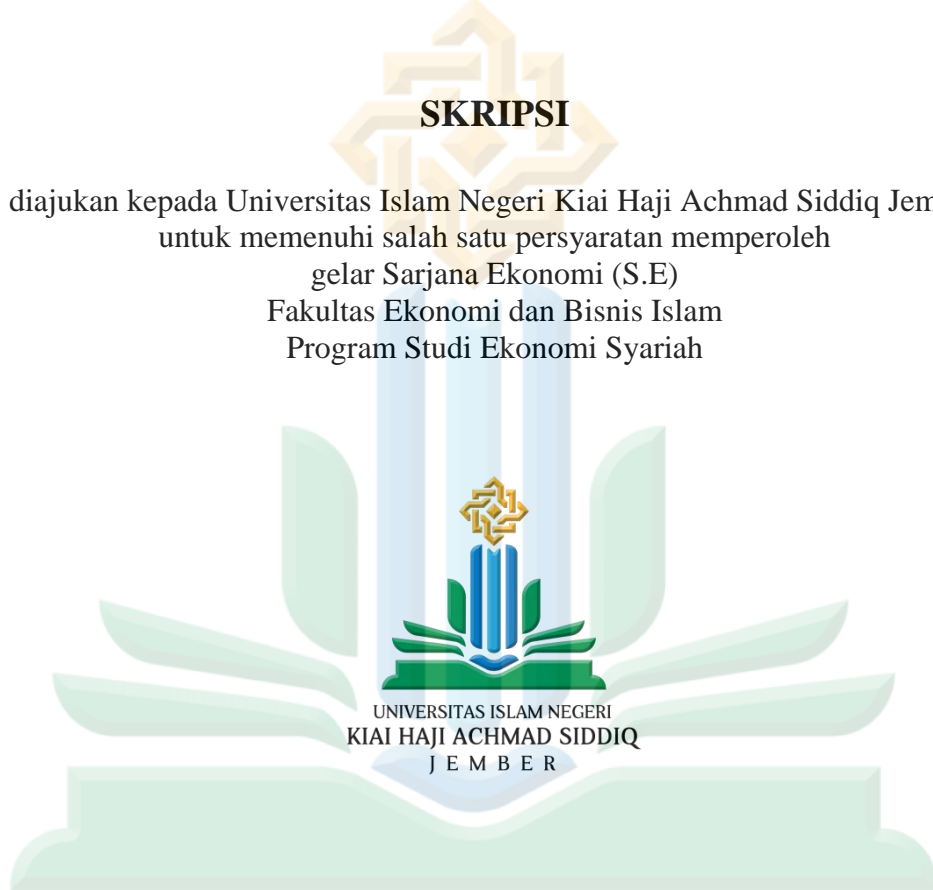 SKRIPSI
diajukan kepada Universitas Islam Negeri Kiai Haji Achmad Siddiq Jem
untuk memenuhi salah satu persyaratan memperoleh
gelar Sarjana Ekonomi (S.E)
Fakultas Ekonomi dan Bisnis Islam
Program Studi Ekonomi Syariah
UNIVERSITAS ISLAM NEGERI
KIAI HAJI ACHMAD SIDDIQ
JEMBER